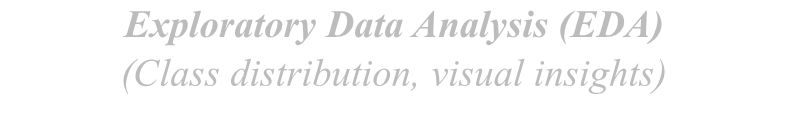 Exploratory Data Analysis (EDA)
(Class distribution, visual insights)